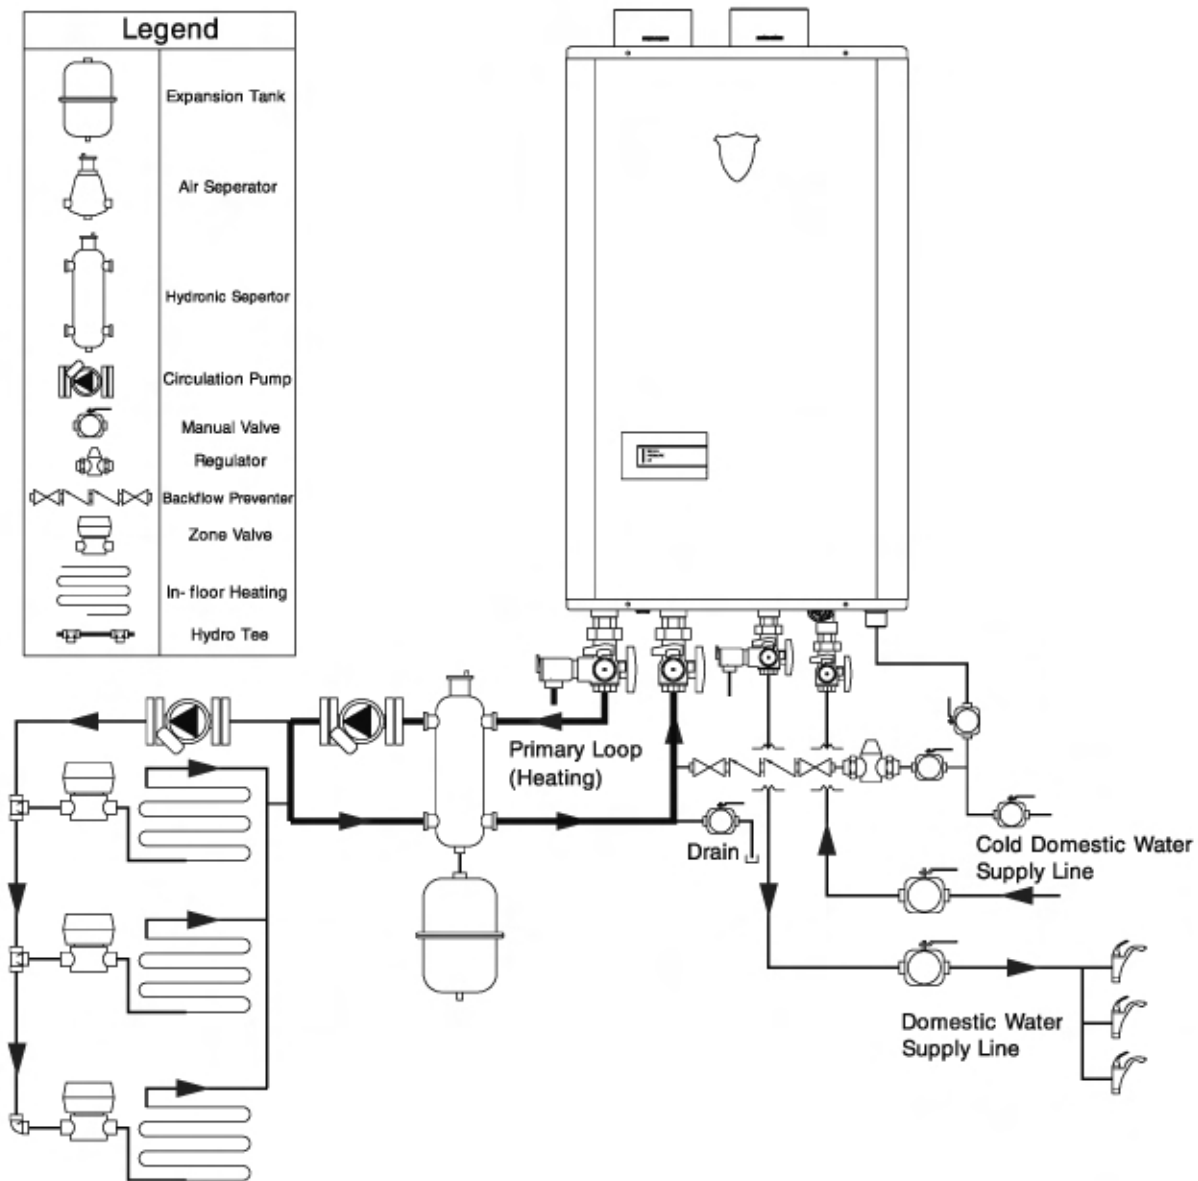 Legend
Expansion Tank
Air Seperator
Hydronic Sepertor
Circulation Pump
Manual Valve
Regulator
Backflow Preventer
Zone Valve
In- floor Heating
Hydro Tee
Primary Loop
(Heating)
Drain
Cold Domestic Water
Supply Line
Domestic Water
Supply Line